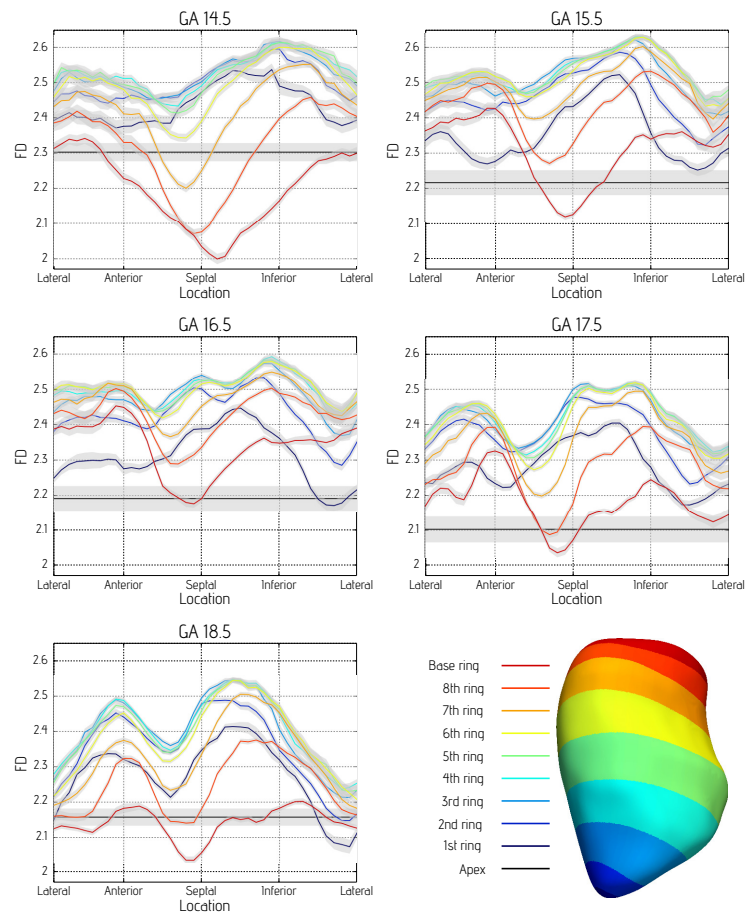 GA 14.5
2.6
2.5
2.4
2.3
2.2
2.1
2
FD
Lateral Anterior Septal Inferior Lateral
Location
GA 15.5
2.6
2.5
2.4
2.3
2.2
2.1
2
FD
Lateral Anterior Septal Inferior Lateral
Location
GA 16.5
2.6
2.5
2.4
2.3
2.2
2.1
2
FD
Lateral Anterior Septal Inferior Lateral
Location
GA 17.5
2.6
2.5
2.4
2.3
2.2
2.1
2
FD
Lateral Anterior Septal Inferior Lateral
Location
GA 18.5
2.6
2.5
2.4
2.3
2.2
2.1
2
FD
Lateral Anterior Septal Inferior Lateral
Location
Base ring
8th ring
7th ring
6th ring
5th ring
4th ring
3rd ring
2nd ring
1st ring
Apex